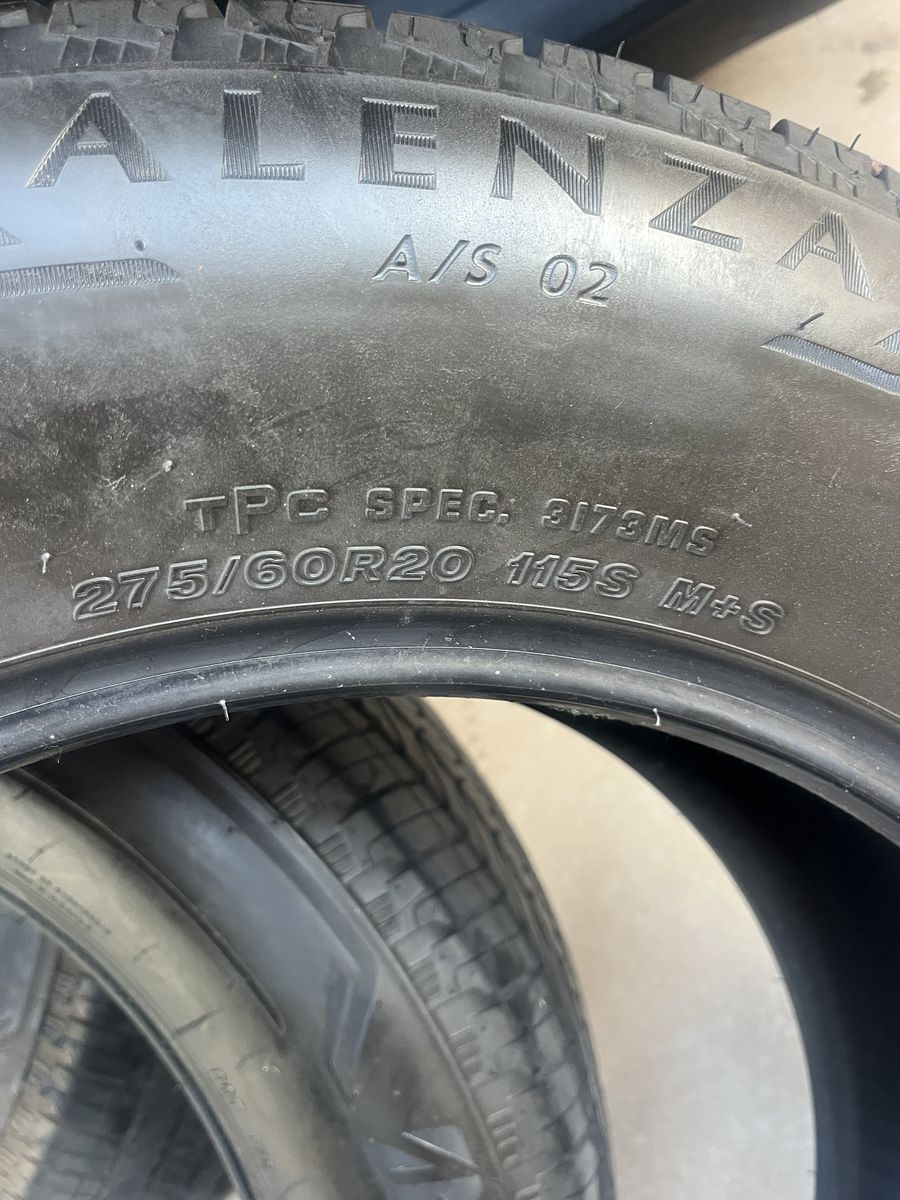 ALENZA
A/S 02
TPC SPEC. 3173MS
275/60R20 115S M+S